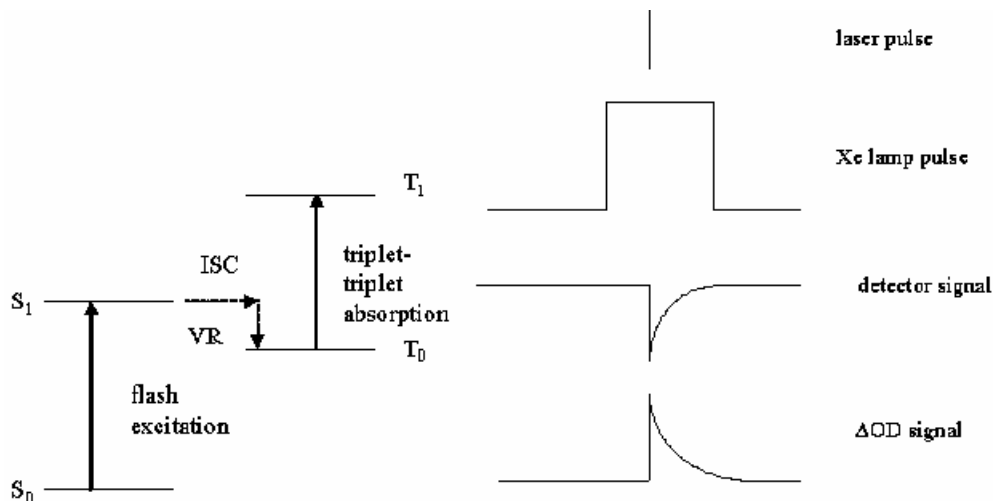 laser pulse
Xe lamp pulse
T1
triplet-
triplet
absorption
ISC
S1
VR
T0
detector signal
flash
excitation
ΔOD signal
S0